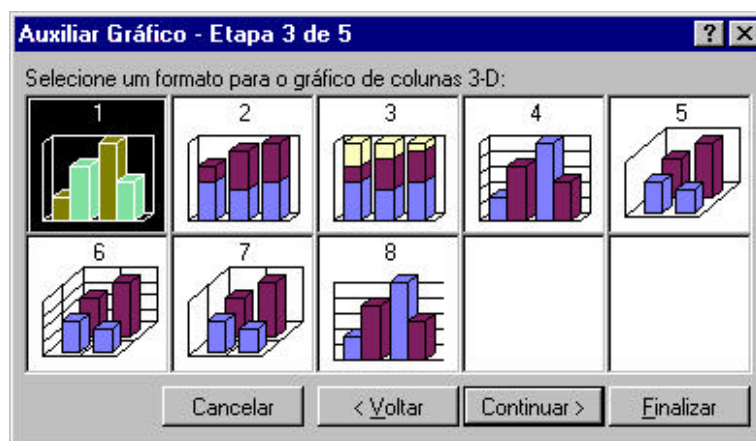 Auxiliar Gráfico - Etapa 3 de 5
Selecione um formato para o gráfico de colunas 3-D:
1 2 3 4 5
6 7 8
Cancelar < Voltar Continuar > Finalizar